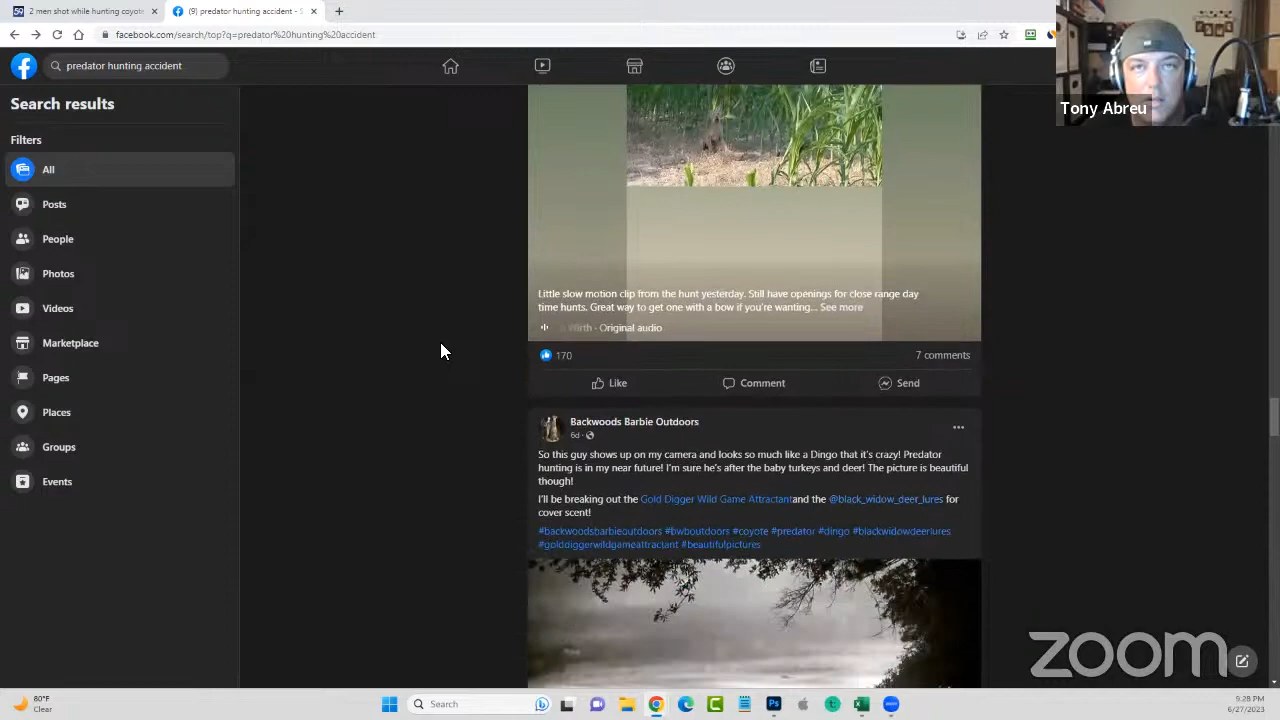 2 men shot while hunting coyot
(9) predator hunting accident - S
facebook.com/search/top?q=predator%20hunting%20accident
predator hunting accident
Tony Abreu
Search results
Filters
All
Posts
People
Photos
Videos
Marketplace
Pages
Places
Groups
Events
Little slow motion clip from the hunt yesterday. Still have openings for close range day
time hunts. Great way to get one with a bow if you're wanting... See more
Wirth · Original audio
170
7 comments
Like
Comment
Send
Backwoods Barbie Outdoors
6d
So this guy shows up on my camera and looks so much like a Dingo that it's crazy! Predator
hunting is in my near future! I'm sure he's after the baby turkeys and deer! The picture is beautiful
though!
I'll be breaking out the Gold Digger Wild Game Attractantand the @black_widow_deer_lures for
cover scent!
#backwoodsbarbieoutdoors #bwboutdoors #coyote #predator #dingo #blackwidowdeerlures
#golddiggerwildgameattractant #beautifulpictures
zoom
80°F
Clear
Search
9:28 PM
6/27/2023